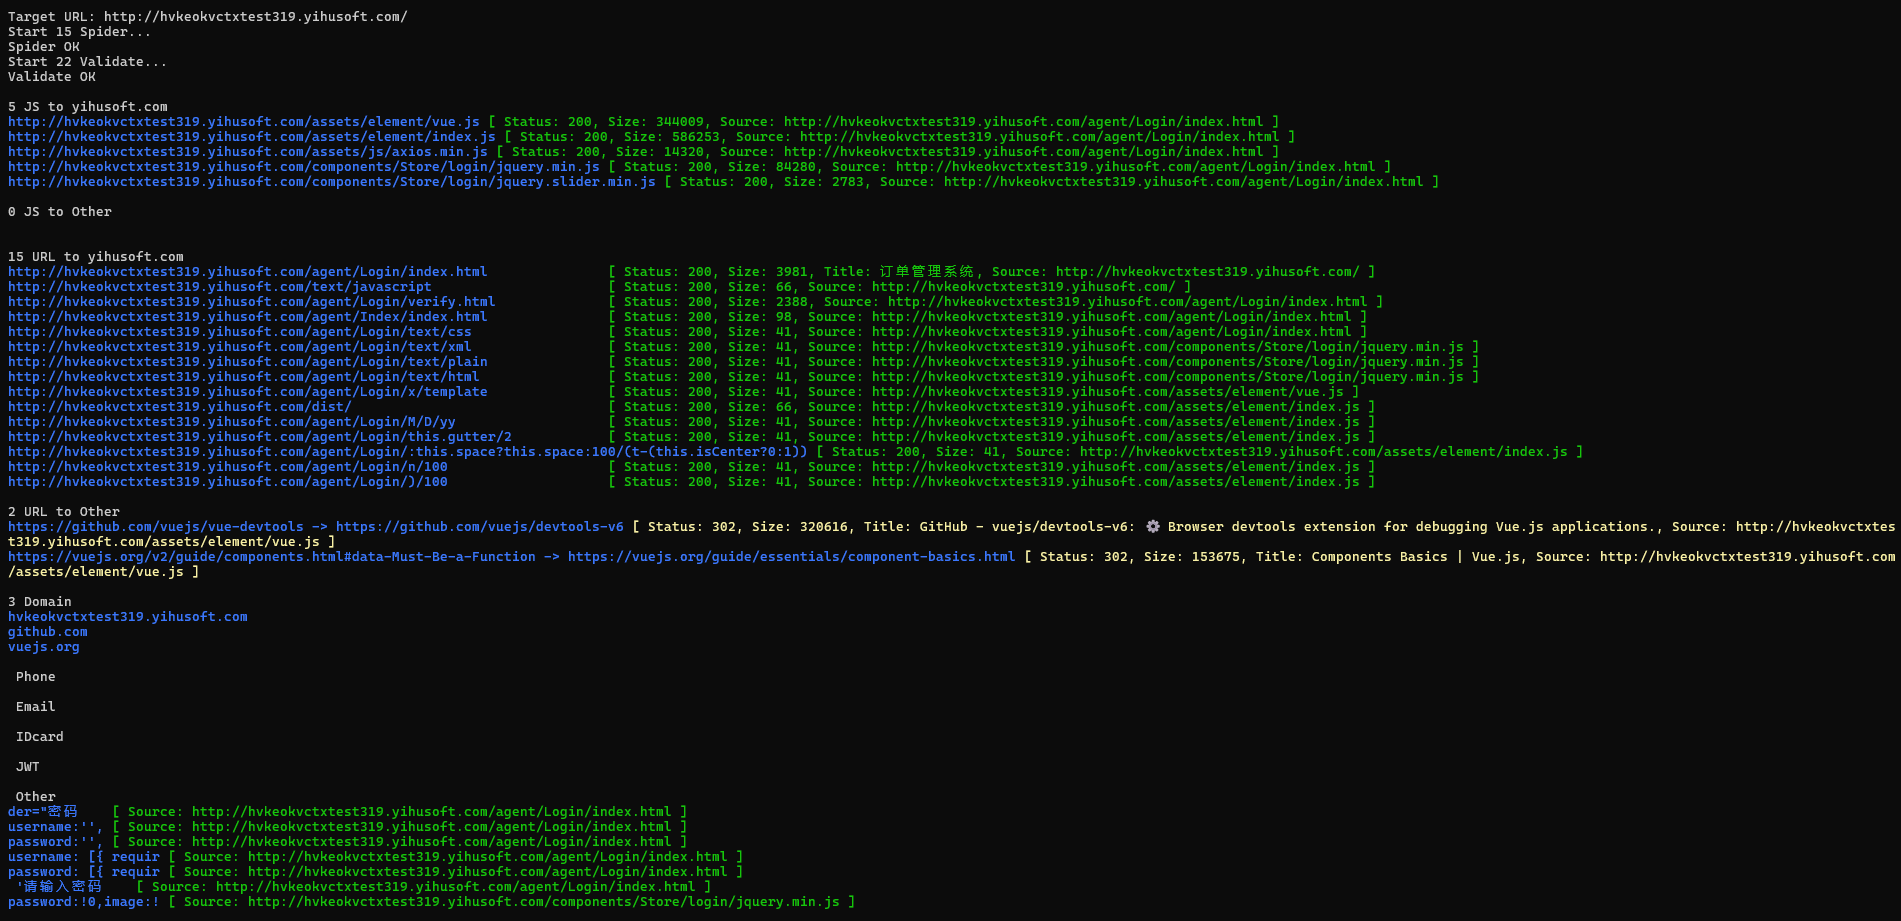 Target URL: http://hvkeokvctxtest319.yihusoft.com/
Start 15 Spider...
Spider OK
Start 22 Validate...
Validate OK
5 JS to yihusoft.com
http://hvkeokvctxtest319.yihusoft.com/assets/element/vue.js [ Status: 200, Size: 344009, Source: http://hvkeokvctxtest319.yihusoft.com/agent/Login/index.html ]
http://hvkeokvctxtest319.yihusoft.com/assets/element/index.js [ Status: 200, Size: 586253, Source: http://hvkeokvctxtest319.yihusoft.com/agent/Login/index.html ]
http://hvkeokvctxtest319.yihusoft.com/assets/js/axios.min.js [ Status: 200, Size: 14320, Source: http://hvkeokvctxtest319.yihusoft.com/agent/Login/index.html ]
http://hvkeokvctxtest319.yihusoft.com/components/Store/login/jquery.min.js [ Status: 200, Size: 84280, Source: http://hvkeokvctxtest319.yihusoft.com/agent/Login/index.html ]
http://hvkeokvctxtest319.yihusoft.com/components/Store/login/jquery.slider.min.js [ Status: 200, Size: 2783, Source: http://hvkeokvctxtest319.yihusoft.com/agent/Login/index.html ]
0 JS to Other
15 URL to yihusoft.com
http://hvkeokvctxtest319.yihusoft.com/agent/Login/index.html [ Status: 200, Size: 3981, Title: 订单管理系统, Source: http://hvkeokvctxtest319.yihusoft.com/ ]
http://hvkeokvctxtest319.yihusoft.com/text/javascript [ Status: 200, Size: 66, Source: http://hvkeokvctxtest319.yihusoft.com/ ]
http://hvkeokvctxtest319.yihusoft.com/agent/Login/verify.html [ Status: 200, Size: 2388, Source: http://hvkeokvctxtest319.yihusoft.com/agent/Login/index.html ]
http://hvkeokvctxtest319.yihusoft.com/agent/Index/index.html [ Status: 200, Size: 98, Source: http://hvkeokvctxtest319.yihusoft.com/agent/Login/index.html ]
http://hvkeokvctxtest319.yihusoft.com/agent/Login/text/css [ Status: 200, Size: 41, Source: http://hvkeokvctxtest319.yihusoft.com/agent/Login/index.html ]
http://hvkeokvctxtest319.yihusoft.com/agent/Login/text/xml [ Status: 200, Size: 41, Source: http://hvkeokvctxtest319.yihusoft.com/components/Store/login/jquery.min.js ]
http://hvkeokvctxtest319.yihusoft.com/agent/Login/text/plain [ Status: 200, Size: 41, Source: http://hvkeokvctxtest319.yihusoft.com/components/Store/login/jquery.min.js ]
http://hvkeokvctxtest319.yihusoft.com/agent/Login/text/html [ Status: 200, Size: 41, Source: http://hvkeokvctxtest319.yihusoft.com/components/Store/login/jquery.min.js ]
http://hvkeokvctxtest319.yihusoft.com/agent/Login/x/template [ Status: 200, Size: 41, Source: http://hvkeokvctxtest319.yihusoft.com/assets/element/vue.js ]
http://hvkeokvctxtest319.yihusoft.com/dist/ [ Status: 200, Size: 66, Source: http://hvkeokvctxtest319.yihusoft.com/assets/element/index.js ]
http://hvkeokvctxtest319.yihusoft.com/agent/Login/M/D/yy [ Status: 200, Size: 41, Source: http://hvkeokvctxtest319.yihusoft.com/assets/element/index.js ]
http://hvkeokvctxtest319.yihusoft.com/agent/Login/this.gutter/2 [ Status: 200, Size: 41, Source: http://hvkeokvctxtest319.yihusoft.com/assets/element/index.js ]
http://hvkeokvctxtest319.yihusoft.com/agent/Login/:this.space?this.space:100/(t-(this.isCenter?0:1)) [ Status: 200, Size: 41, Source: http://hvkeokvctxtest319.yihusoft.com/assets/element/index.js ]
http://hvkeokvctxtest319.yihusoft.com/agent/Login/n/100 [ Status: 200, Size: 41, Source: http://hvkeokvctxtest319.yihusoft.com/assets/element/index.js ]
http://hvkeokvctxtest319.yihusoft.com/agent/Login/)/100 [ Status: 200, Size: 41, Source: http://hvkeokvctxtest319.yihusoft.com/assets/element/index.js ]
2 URL to Other
https://github.com/vuejs/vue-devtools -> https://github.com/vuejs/devtools-v6 [ Status: 302, Size: 320616, Title: GitHub - vuejs/devtools-v6: ⚙️ Browser devtools extension for debugging Vue.js applications., Source: http://hvkeokvctxtes
t319.yihusoft.com/assets/element/vue.js ]
https://vuejs.org/v2/guide/components.html#data-Must-Be-a-Function -> https://vuejs.org/guide/essentials/component-basics.html [ Status: 302, Size: 153675, Title: Components Basics | Vue.js, Source: http://hvkeokvctxtest319.yihusoft.com
/assets/element/vue.js ]
3 Domain
hvkeokvctxtest319.yihusoft.com
github.com
vuejs.org
Phone
Email
IDcard
JWT
Other
der="密码 [ Source: http://hvkeokvctxtest319.yihusoft.com/agent/Login/index.html ]
username:'', [ Source: http://hvkeokvctxtest319.yihusoft.com/agent/Login/index.html ]
password:'', [ Source: http://hvkeokvctxtest319.yihusoft.com/agent/Login/index.html ]
username: [{ requir [ Source: http://hvkeokvctxtest319.yihusoft.com/agent/Login/index.html ]
password: [{ requir [ Source: http://hvkeokvctxtest319.yihusoft.com/agent/Login/index.html ]
'请输入密码 [ Source: http://hvkeokvctxtest319.yihusoft.com/agent/Login/index.html ]
password:!0,image:! [ Source: http://hvkeokvctxtest319.yihusoft.com/components/Store/login/jquery.min.js ]